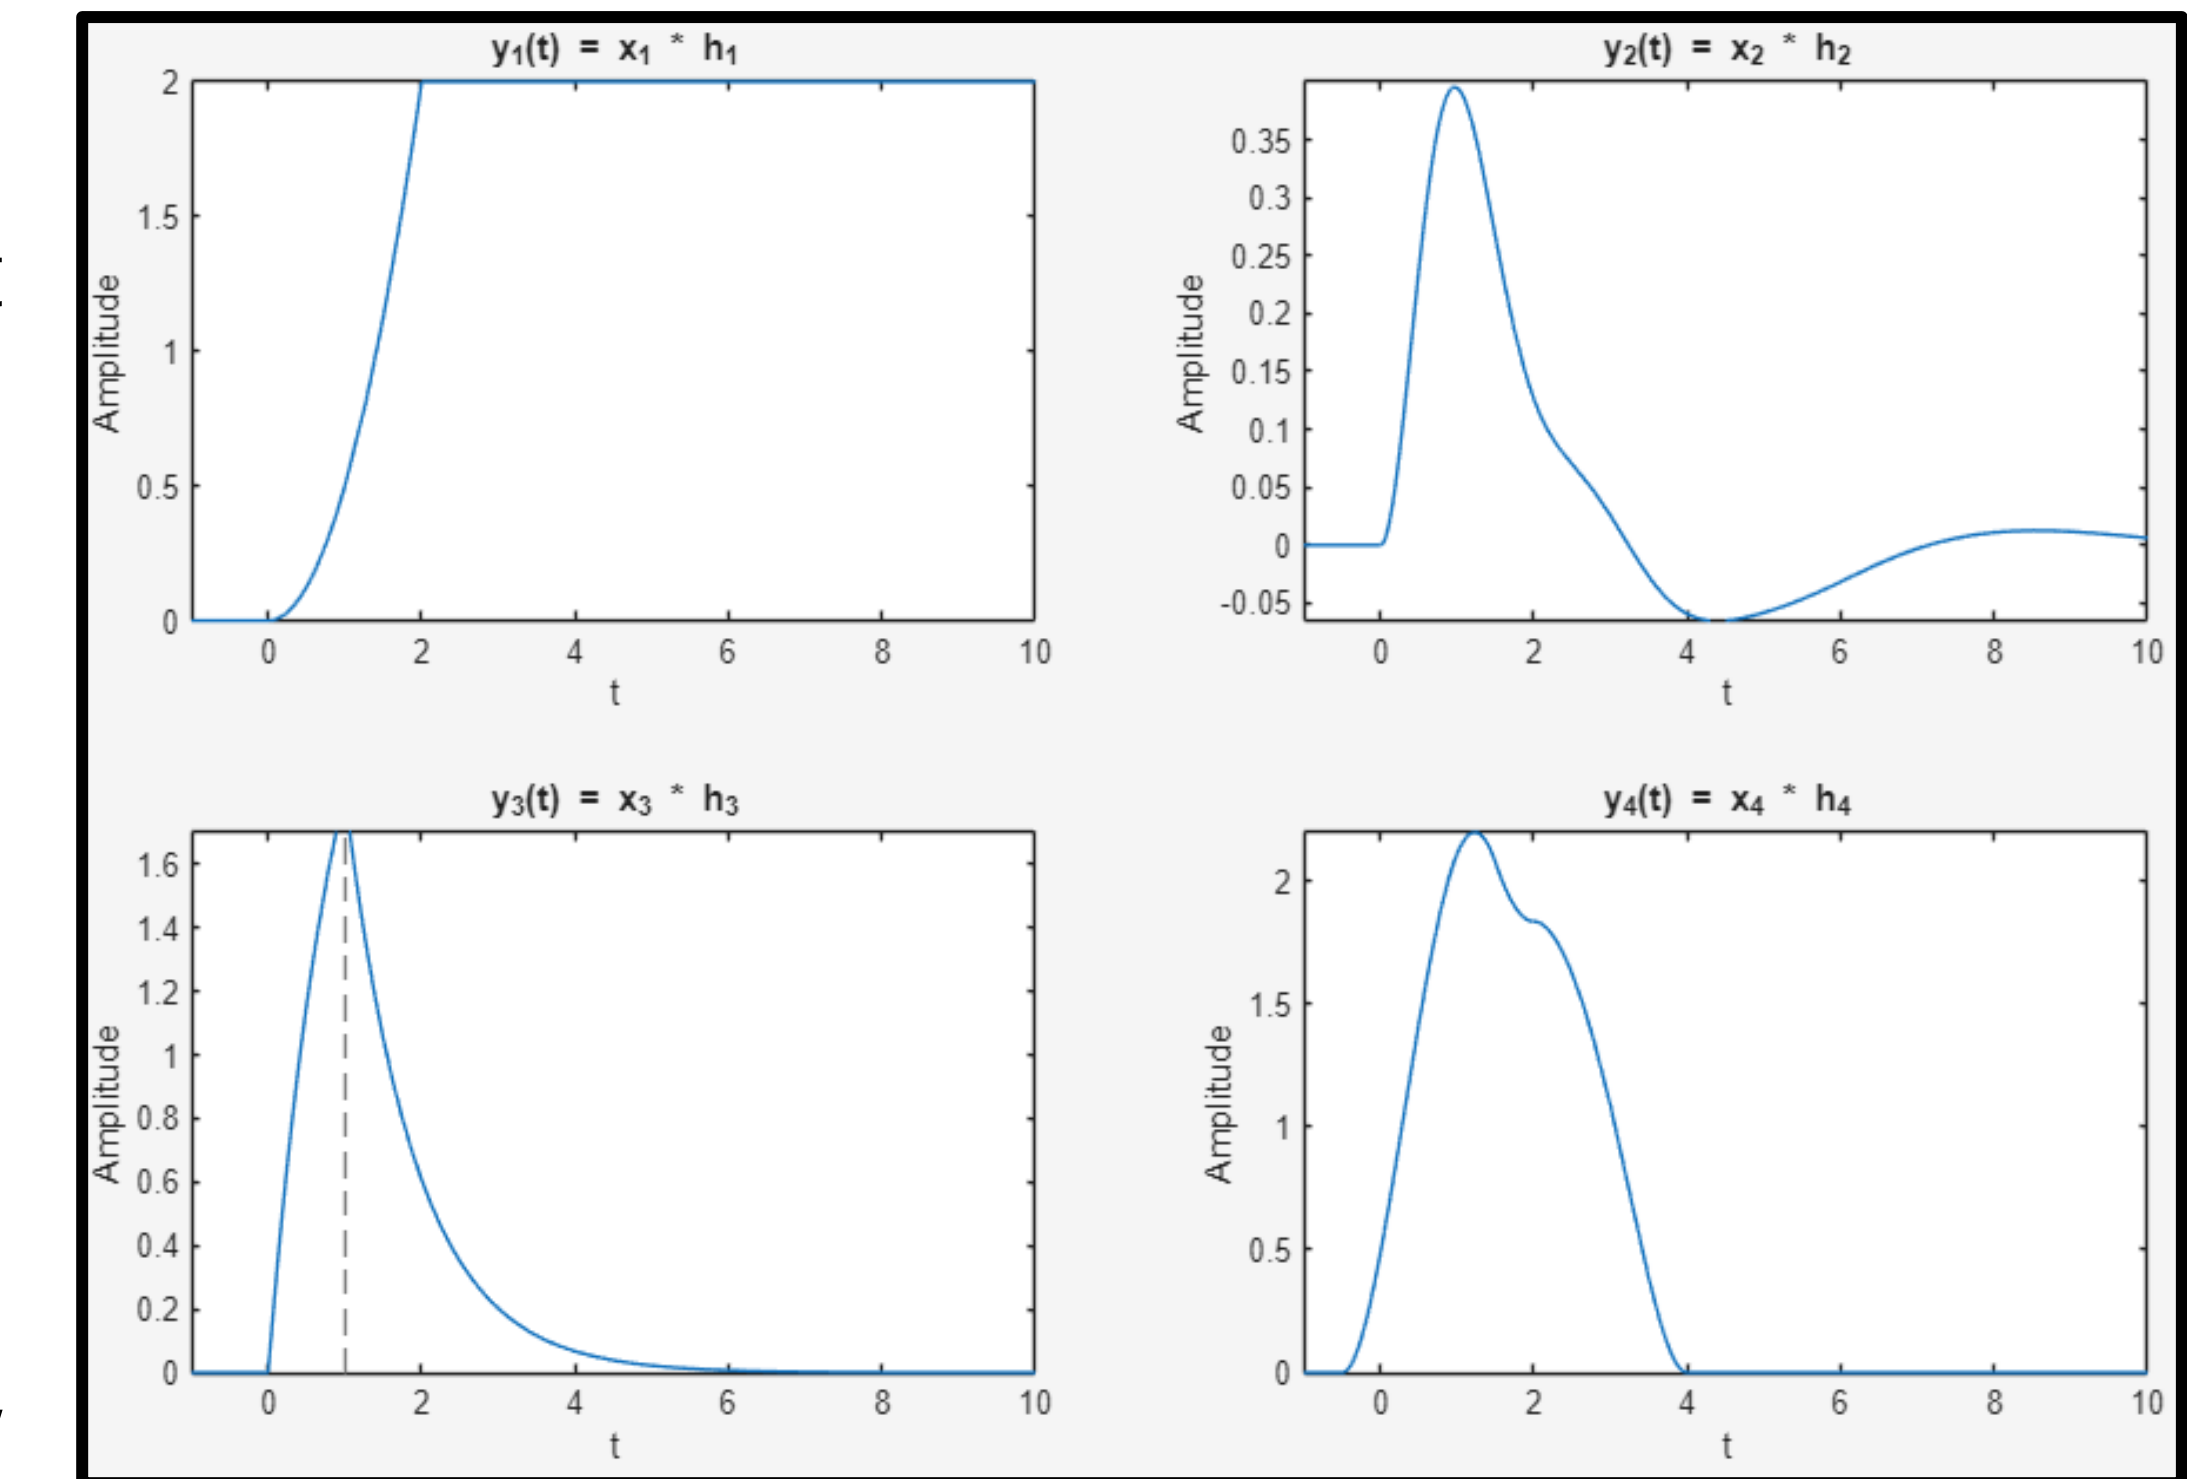 y₁(t) = x₁ * h₁
2
1.5
1
0.5
0
Amplitude
0 2 4 6 8 10
t
y₂(t) = x₂ * h₂
0.35
0.3
0.25
0.2
0.15
0.1
0.05
0
-0.05
Amplitude
0 2 4 6 8 10
t
y₃(t) = x₃ * h₃
1.6
1.4
1.2
1
0.8
0.6
0.4
0.2
0
Amplitude
0 2 4 6 8 10
t
y₄(t) = x₄ * h₄
2
1.5
1
0.5
0
Amplitude
0 2 4 6 8 10
t